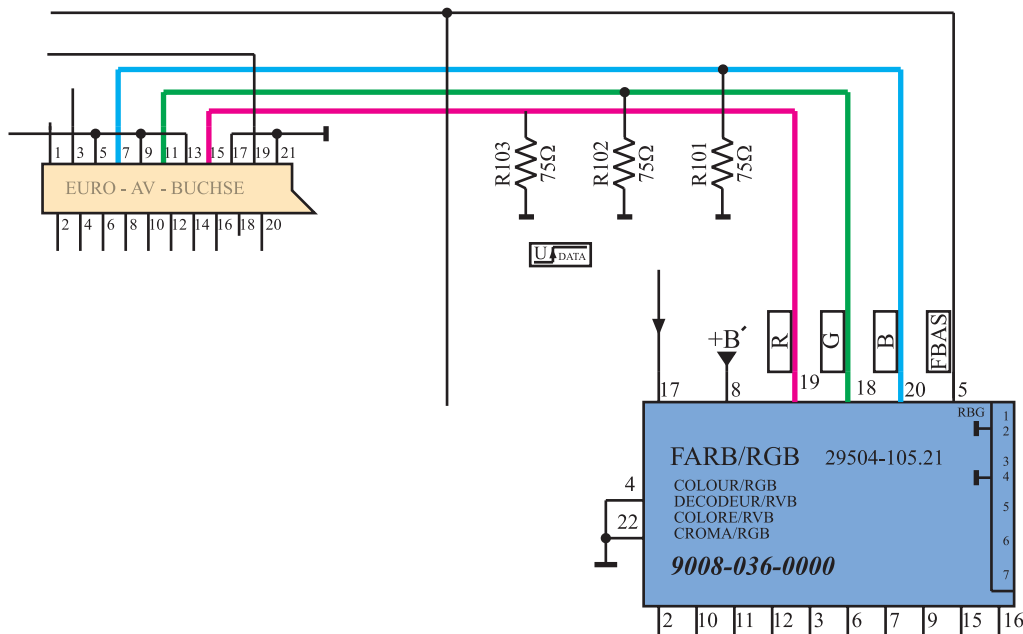 1 3 5 7 9 11 13 15 17 19 21
EURO - AV - BUCHSE
2 4 6 8 10 12 14 16 18 20
R103
75Ω
R102
75Ω
R101
75Ω
U DATA
+B´
R
G
B
FBAS
17 8 19 18 20 5
RBG
1
2
3
4
5
6
7
FARB/RGB 29504-105.21
COLOUR/RGB
DECODEUR/RVB
COLORE/RVB
CROMA/RGB
9008-036-0000
4
22
2 10 11 12 3 6 7 9 15 16